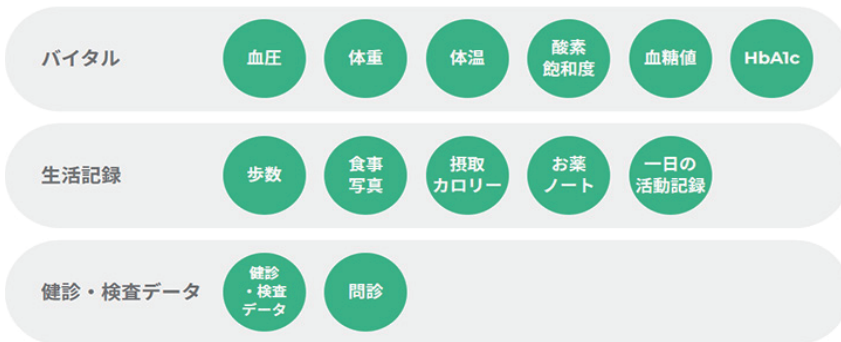 バイタル
血圧
体重
体温
酸素
飽和度
血糖値
HbA1c
生活記録
歩数
食事
写真
摂取
カロリー
お薬
ノート
一日の
活動記録
健診・検査データ
健診
・検査
データ
問診